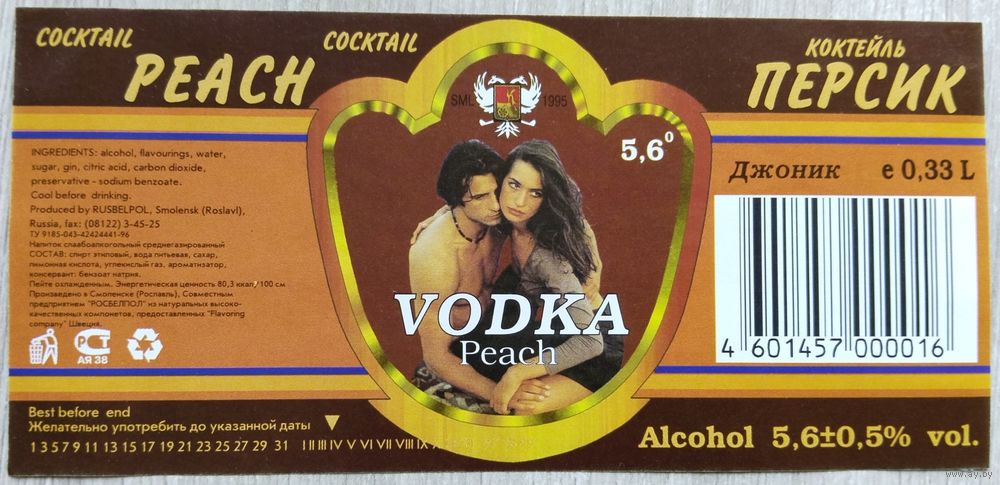 COCKTAIL
PEACH
INGREDIENTS: alcohol, flavourings, water,
sugar, gin, citric acid, carbon dioxide,
preservative - sodium benzoate.
Cool before drinking.
Produced by RUSBELPOL, Smolensk (Roslavl),
Russia, fax: (08122) 3-45-25
ТУ 9185-043-42424441-96
Напиток слабоалкогольный среднегазированный
СОСТАВ: спирт этиловый, вода питьевая, сахар,
лимонная кислота, углекислый газ, ароматизатор,
консервант: бензоат натрия.
Пейте охлажденным. Энергетическая ценность 80,3 ккал/100 см
Произведено в Смоленске (Рославль), Совместным
предприятием "РОСБЕЛПОЛ" из натуральных высоко-
качественных компонетов, предоставленных "Flavoring
company" Швеция.
РСТ
АЯ 38
Best before end
Желательно употребить до указанной даты
1 3 5 7 9 11 13 15 17 19 21 23 25 27 29 31 I II III IV V VI VII VIII IX X
COCKTAIL
SML 1995
5,6⁰
VODKA
Peach
КОКТЕЙЛЬ
ПЕРСИК
Джоник е 0,33 L
4 601457 000016
Alcohol 5,6±0,5% vol.
www.ay.by